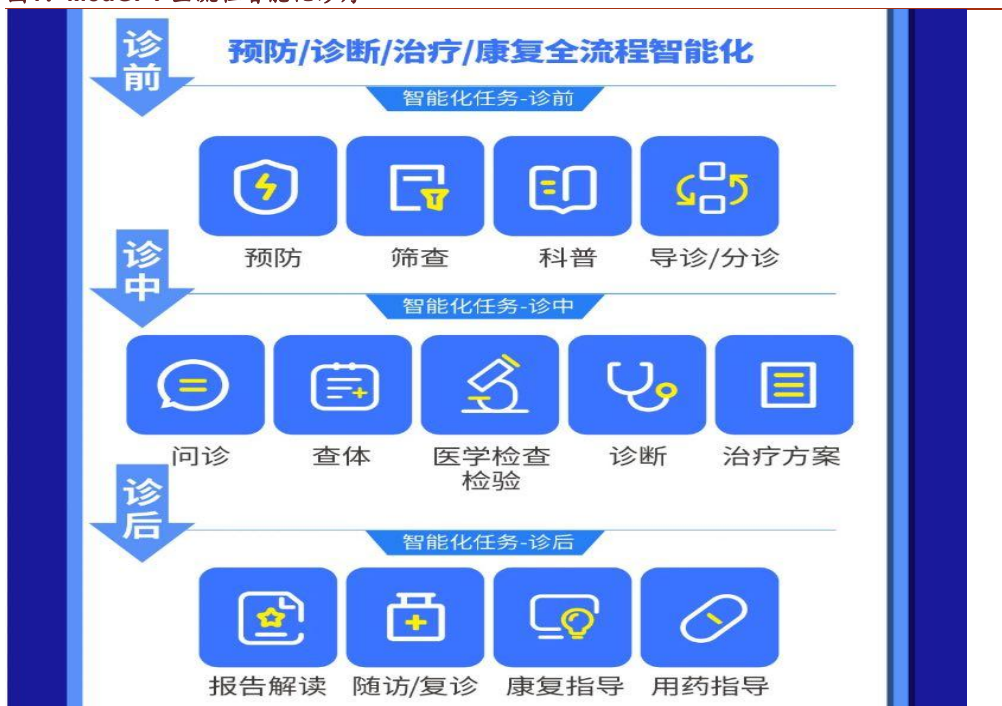 诊前
预防/诊断/治疗/康复全流程智能化
智能化任务-诊前
预防
筛查
科普
导诊/分诊
诊中
智能化任务-诊中
问诊
查体
医学检查
检验
诊断
治疗方案
诊后
智能化任务-诊后
报告解读
随访/复诊
康复指导
用药指导